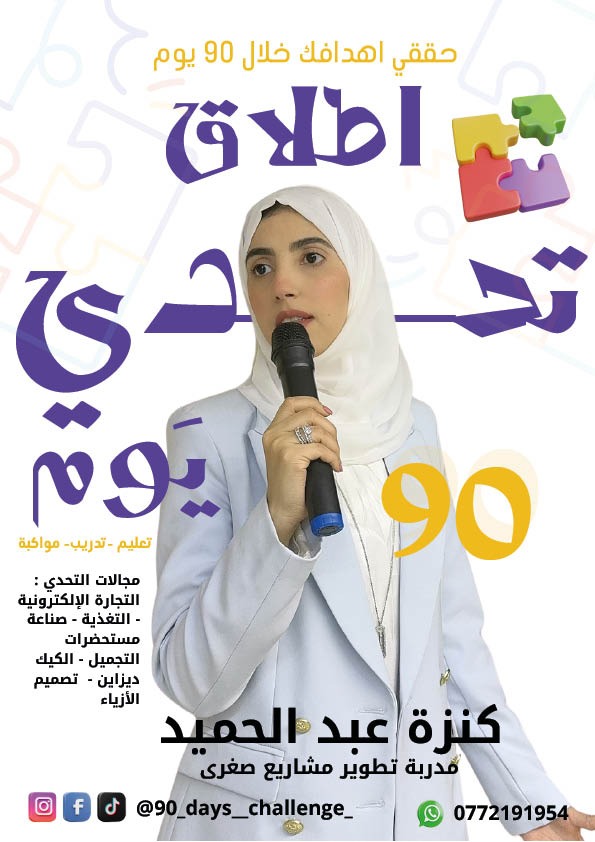 حققي اهدافك خلال 90 يوم
اطلاق
تحدي
90 يَوم
تعليم - تدريب- مواكبة
مجالات التحدي :
التجارة الإلكترونية
- التغذية - صناعة
مستحضرات
التجميل - الكيك
ديزاين - تصميم
الأزياء
كنزة عبد الحميد
مدربة تطوير مشاريع صغرى
@90_days__challenge_
0772191954